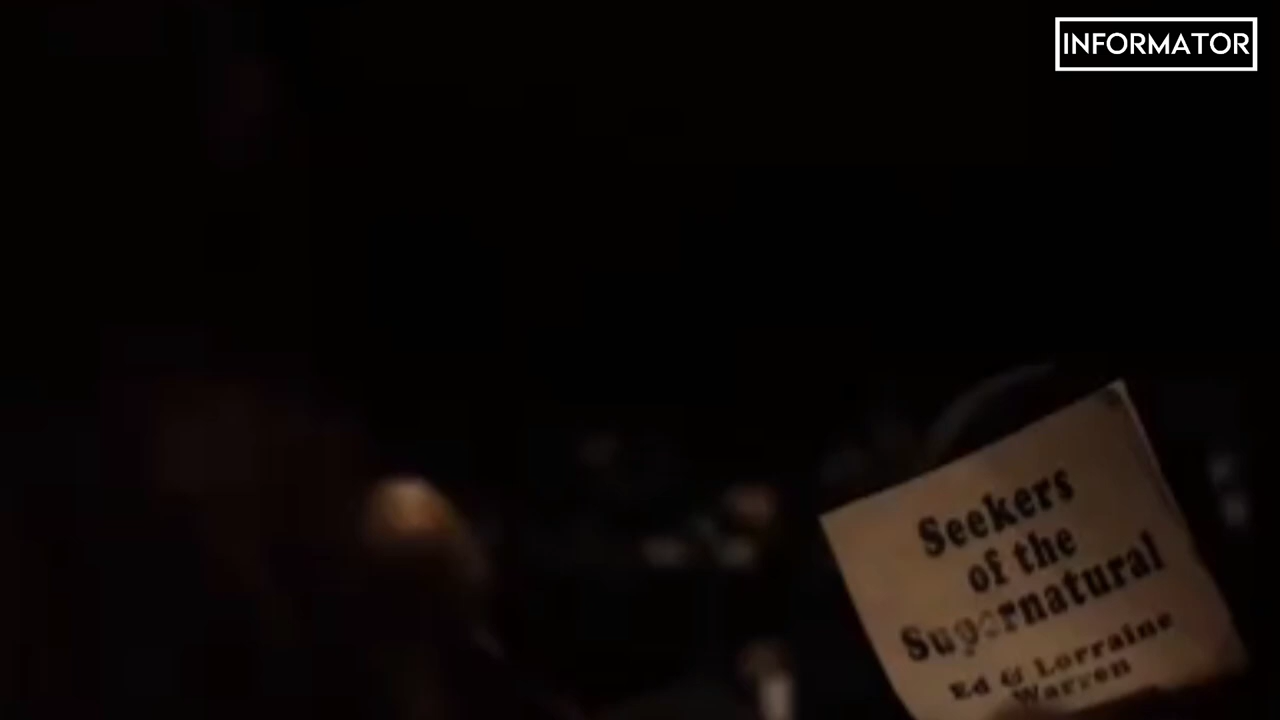 INFORMATOR
Seekers
of the
Supernatural
Ed & Lorraine
Warren